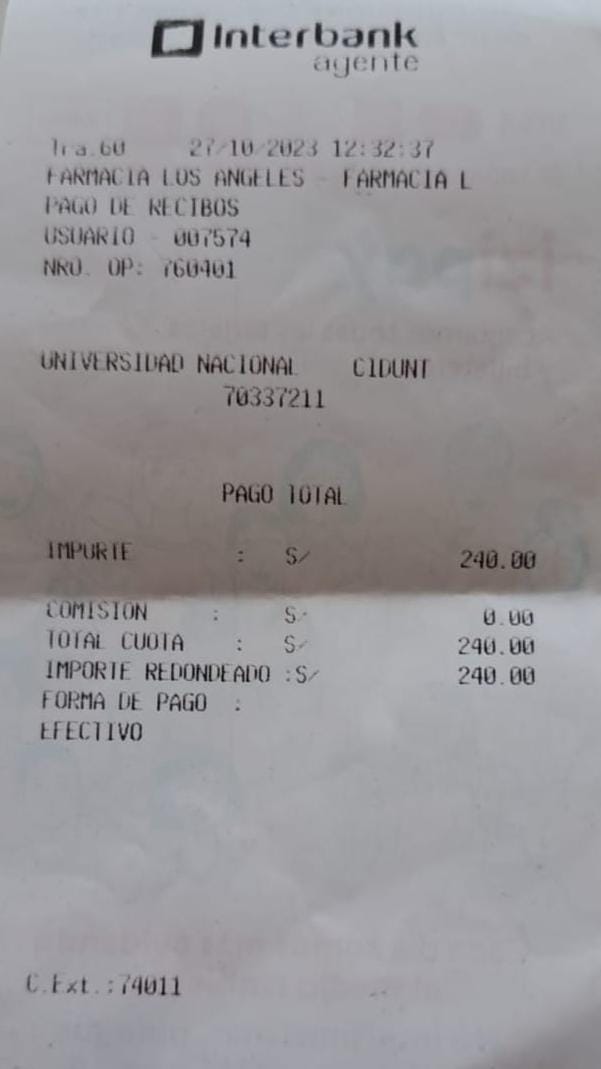 Interbank
agente
Tra.60 27/10/2023 12:32:37
FARMACIA LOS ANGELES - FARMACIA L
PAGO DE RECIBOS
USUARIO - 007574
NRO. OP: 760401
UNIVERSIDAD NACIONAL CIDUNT
70337211
PAGO TOTAL
IMPORTE : S/ 240.00
COMISION : S/ 0.00
TOTAL CUOTA : S/ 240.00
IMPORTE REDONDEADO :S/ 240.00
FORMA DE PAGO :
EFECTIVO
C.Ext.:74011